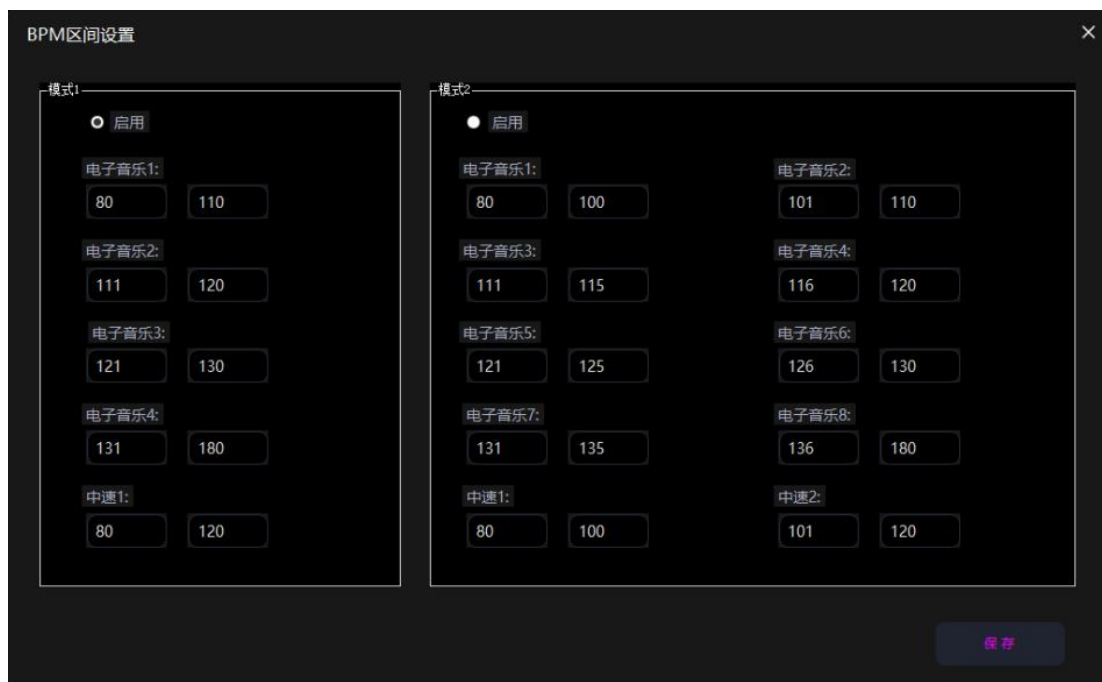 BPM区间设置
模式1
启用
电子音乐1:
80 110
电子音乐2:
111 120
电子音乐3:
121 130
电子音乐4:
131 180
中速1:
80 120
模式2
启用
电子音乐1: 电子音乐2:
80 100 101 110
电子音乐3: 电子音乐4:
111 115 116 120
电子音乐5: 电子音乐6:
121 125 126 130
电子音乐7: 电子音乐8:
131 135 136 180
中速1: 中速2:
80 100 101 120
保存